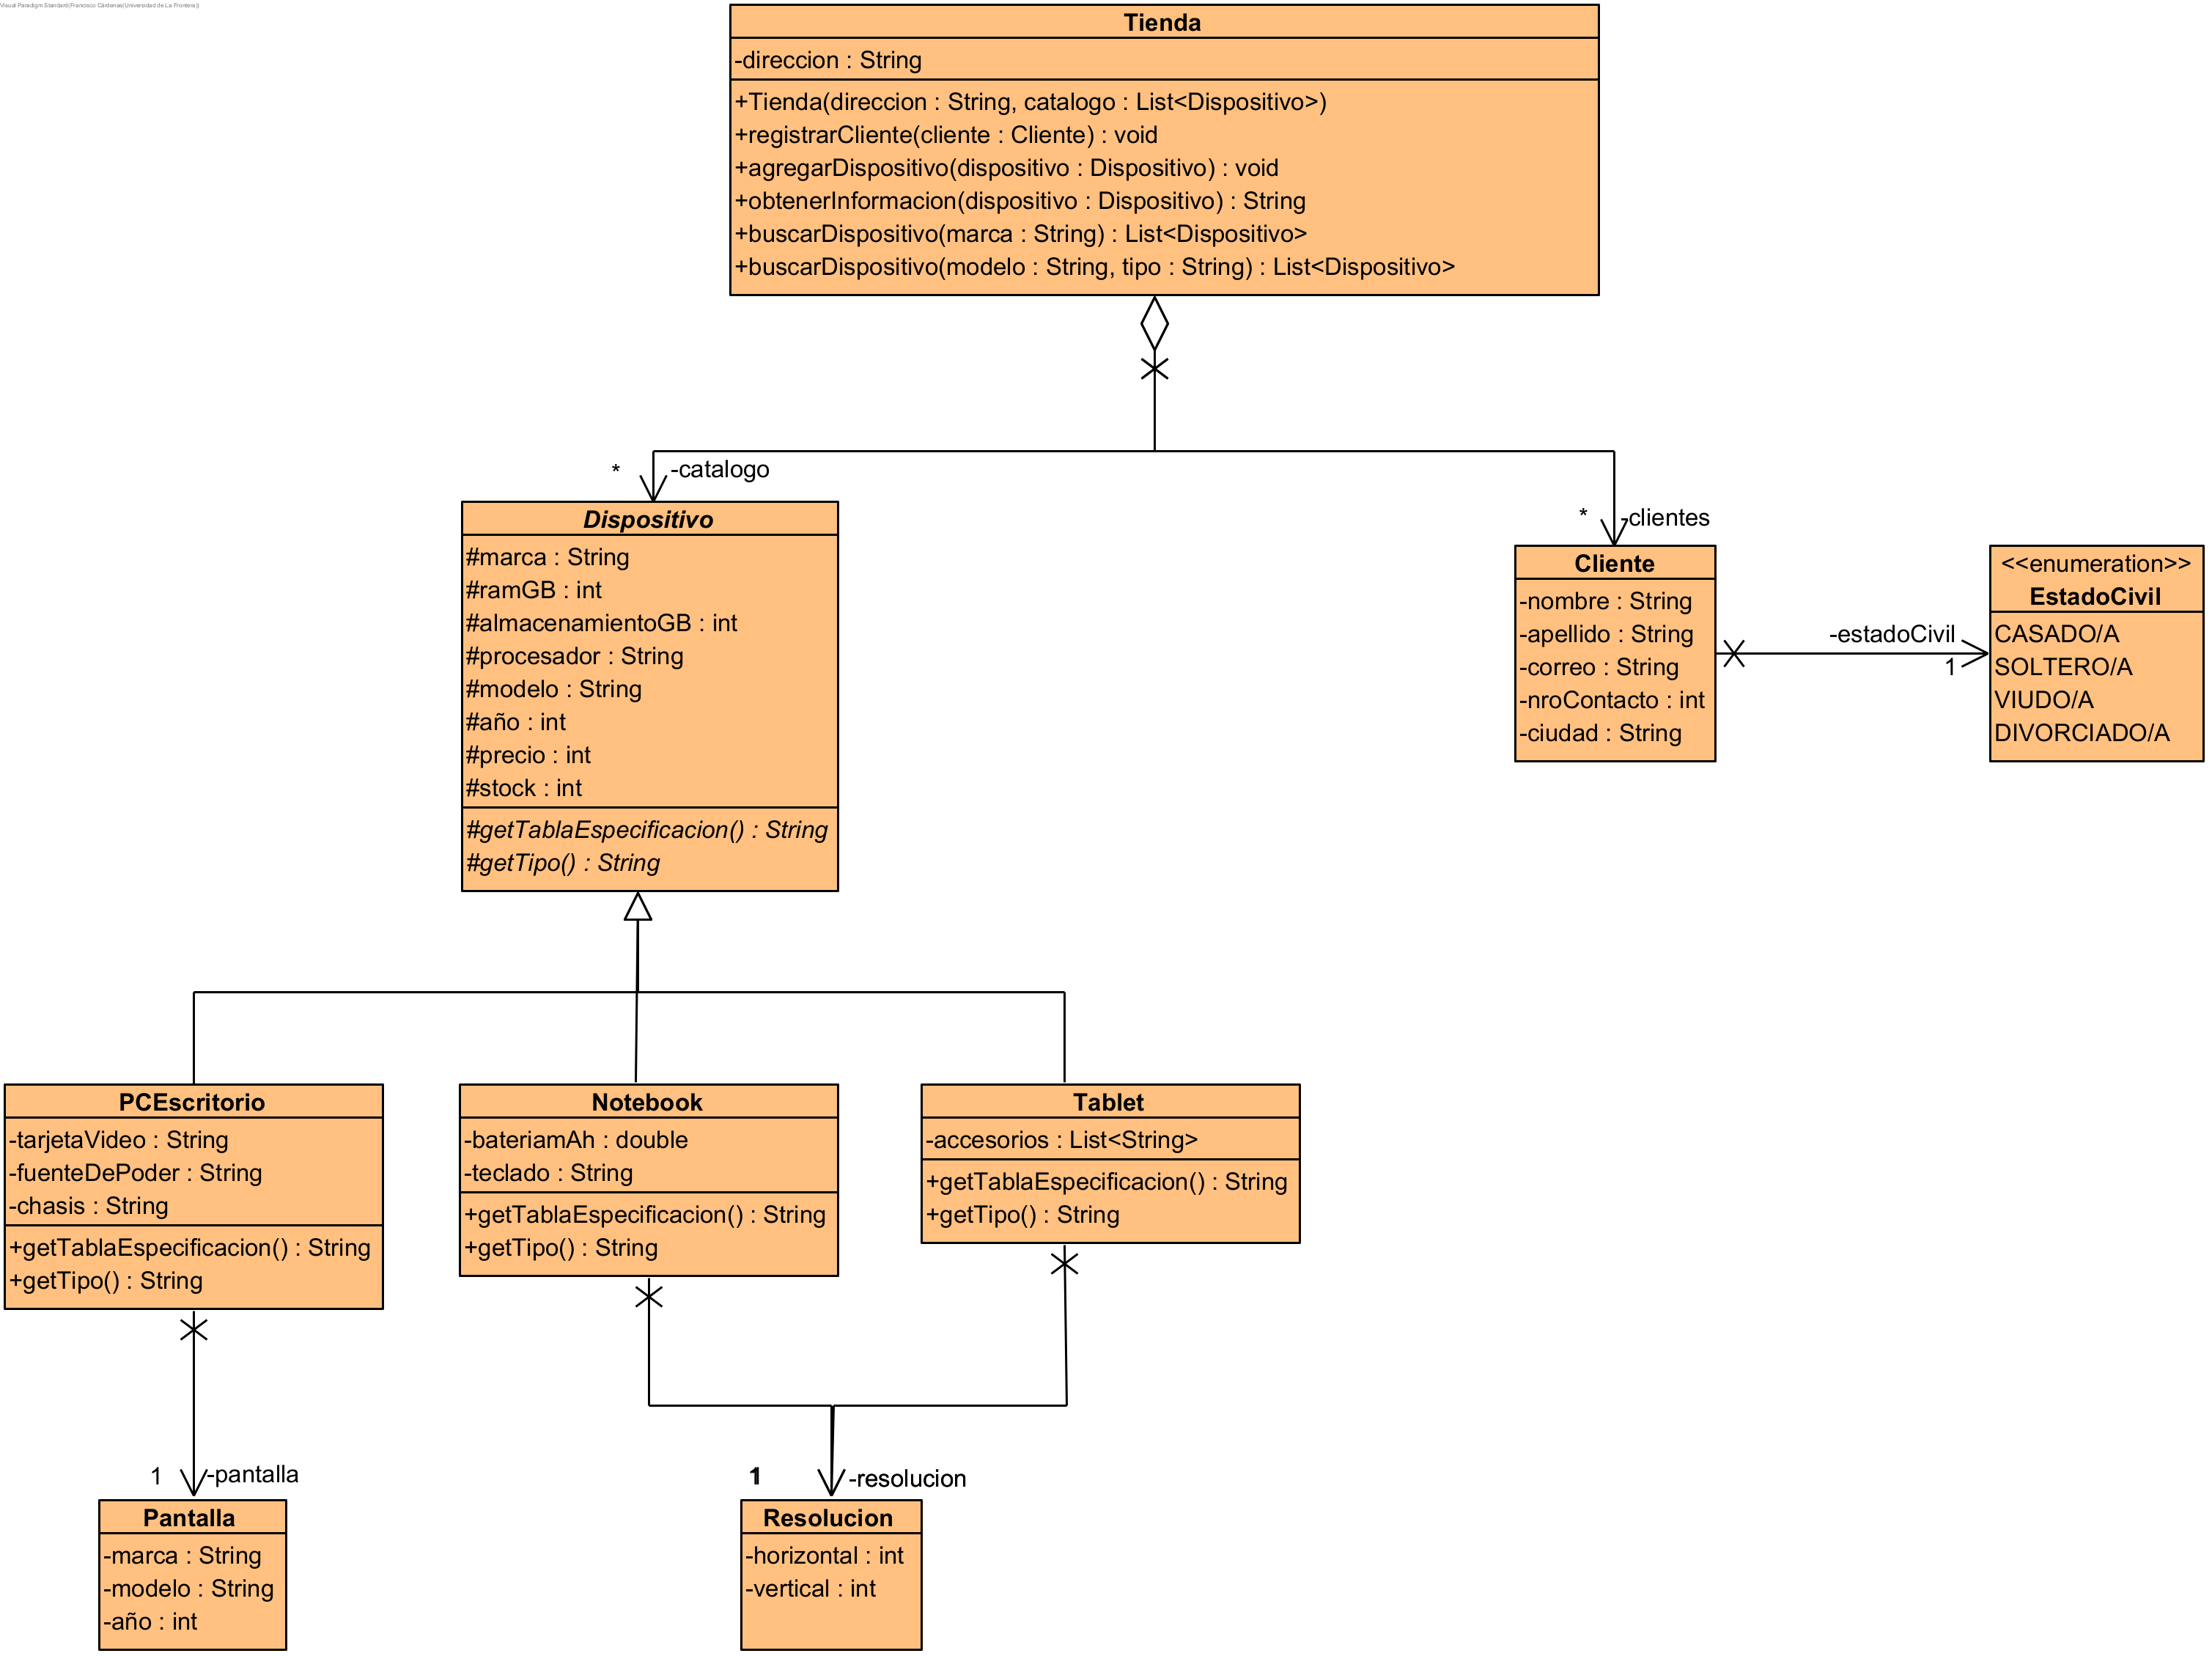 Visual Paradigm Standard(Francisco Cárdenas(Universidad de La Frontera))
Tienda
-direccion : String
+Tienda(direccion : String, catalogo : List<Dispositivo>)
+registrarCliente(cliente : Cliente) : void
+agregarDispositivo(dispositivo : Dispositivo) : void
+obtenerInformacion(dispositivo : Dispositivo) : String
+buscarDispositivo(marca : String) : List<Dispositivo>
+buscarDispositivo(modelo : String, tipo : String) : List<Dispositivo>
* -catalogo
* -clientes
Dispositivo
#marca : String
#ramGB : int
#almacenamientoGB : int
#procesador : String
#modelo : String
#año : int
#precio : int
#stock : int
#getTablaEspecificacion() : String
#getTipo() : String
Cliente
-nombre : String
-apellido : String
-correo : String
-nroContacto : int
-ciudad : String
-estadoCivil
1
<<enumeration>>
EstadoCivil
CASADO/A
SOLTERO/A
VIUDO/A
DIVORCIADO/A
PCEscritorio
-tarjetaVideo : String
-fuenteDePoder : String
-chasis : String
+getTablaEspecificacion() : String
+getTipo() : String
Notebook
-bateriamAh : double
-teclado : String
+getTablaEspecificacion() : String
+getTipo() : String
Tablet
-accesorios : List<String>
+getTablaEspecificacion() : String
+getTipo() : String
1 -pantalla
1 -resolucion
Pantalla
-marca : String
-modelo : String
-año : int
Resolucion
-horizontal : int
-vertical : int